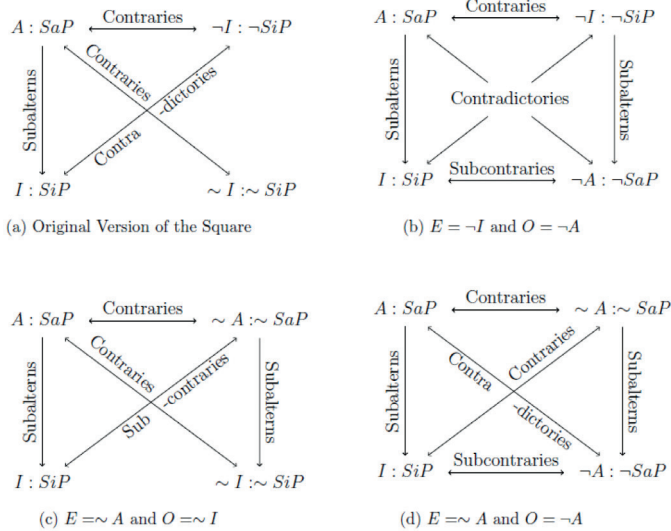 A : SaP Contraries ¬I : ¬SiP
Subalterns
Contraries
Contra -dictories
I : SiP ∼ I :∼ SiP
(a) Original Version of the Square
A : SaP Contraries ¬I : ¬SiP
Subalterns Contradictories Subalterns
I : SiP Subcontraries ¬A : ¬SaP
(b) E = ¬I and O = ¬A
A : SaP Contraries ∼ A :∼ SaP
Subalterns
Contraries
Sub -contraries
Subalterns
I : SiP ∼ I :∼ SiP
(c) E =∼ A and O =∼ I
A : SaP Contraries ∼ A :∼ SaP
Subalterns
Contra -dictories
Contraries
Subalterns
I : SiP Subcontraries ¬A : ¬SaP
(d) E =∼ A and O = ¬A